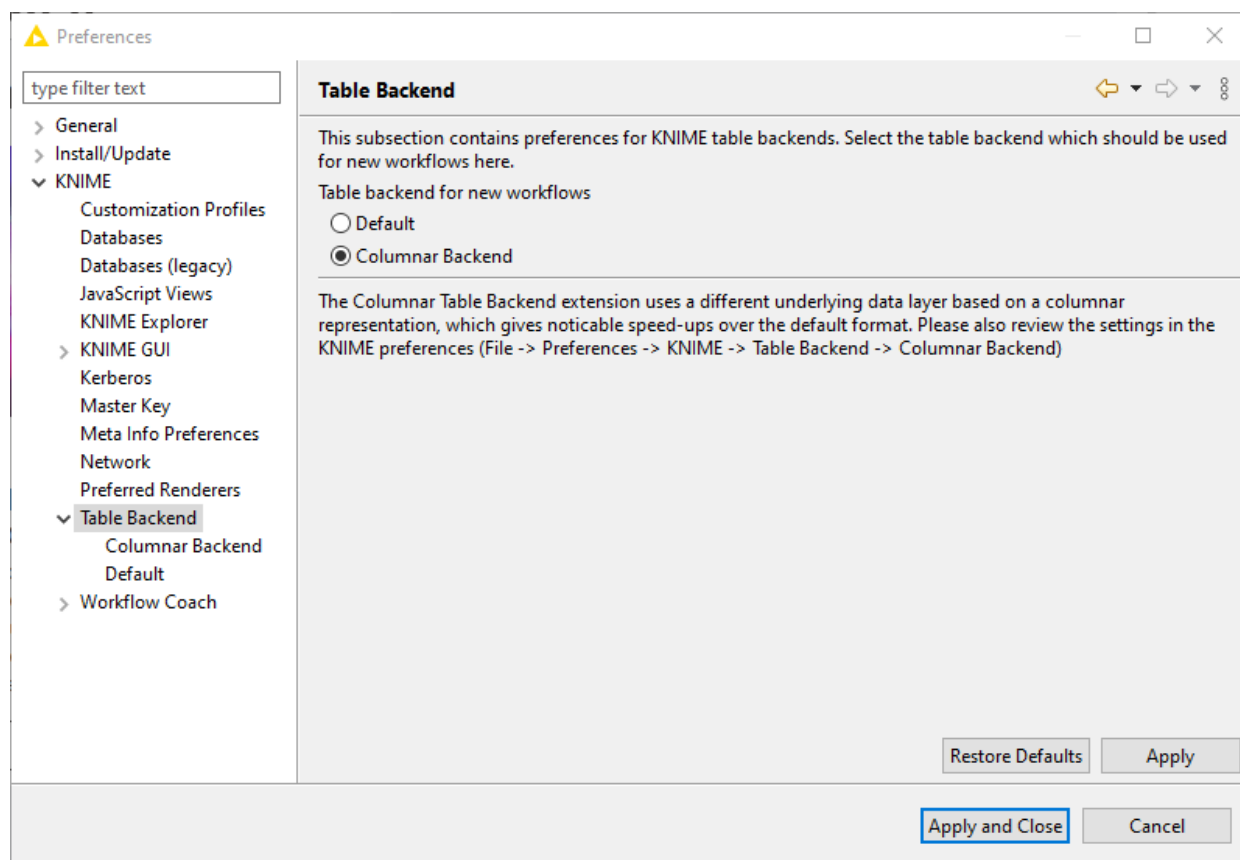 Preferences
type filter text
General
Install/Update
KNIME
Customization Profiles
Databases
Databases (legacy)
JavaScript Views
KNIME Explorer
KNIME GUI
Kerberos
Master Key
Meta Info Preferences
Network
Preferred Renderers
Table Backend
Columnar Backend
Default
Workflow Coach
Table Backend
This subsection contains preferences for KNIME table backends. Select the table backend which should be used
for new workflows here.
Table backend for new workflows
Default
Columnar Backend
The Columnar Table Backend extension uses a different underlying data layer based on a columnar
representation, which gives noticable speed-ups over the default format. Please also review the settings in the
KNIME preferences (File -> Preferences -> KNIME -> Table Backend -> Columnar Backend)
Restore Defaults
Apply
Apply and Close
Cancel